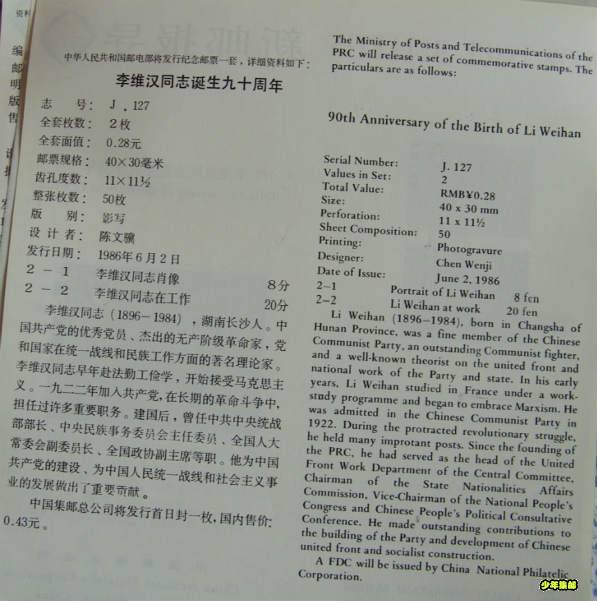 资料
中华人民共和国邮电部将发行纪念邮票一套，详细资料如下：
李维汉同志诞生九十周年
志　号：J．127
全套枚数：2枚
全套面值：0.28元
邮票规格：40×30毫米
齿孔度数：11×11½
整张枚数：50枚
版　别：影写
设计者：陈文骥
发行日期：1986年6月2日
2－1　李维汉同志肖像　8分
2－2　李维汉同志在工作　20分
李维汉同志（1896－1984），湖南长沙人。中
国共产党的优秀党员、杰出的无产阶级革命家，党
和国家在统一战线和民族工作方面的著名理论家。
李维汉同志早年赴法勤工俭学，开始接受马克思主
义。一九二二年加入共产党，在长期的革命斗争中，
担任过许多重要职务。建国后，曾任中共中央统战
部部长、中央民族事务委员会主任委员、全国人大
常委会副委员长、全国政协副主席等职。他为中国
共产党的建设、为中国人民统一战线和社会主义事
业的发展做出了重要贡献。
中国集邮总公司将发行首日封一枚，国内售价：
0.43元。
The Ministry of Posts and Telecommunications of the
PRC will release a set of commemorative stamps. The
particulars are as follows:
90th Anniversary of the Birth of Li Weihan
Serial Number: J. 127
Values in Set: 2
Total Value: RMB¥0.28
Size: 40 x 30 mm
Perforation: 11 x 11½
Sheet Composition: 50
Printing: Photogravure
Designer: Chen Wenji
Date of Issue: June 2, 1986
2-1 Portrait of Li Weihan 8 fen
2-2 Li Weihan at work 20 fen
Li Weihan (1896-1984), born in Changsha of
Hunan Province, was a fine member of the Chinese
Communist Party, an outstanding Communist fighter,
and a well-known theorist on the united front and
national work of the Party and state. In his early
years, Li Weihan studied in France under a work-
study programme and began to embrace Marxism. He
was admitted in the Chinese Communist Party in
1922. During the protracted revolutionary struggle,
he held many improtant posts. Since the founding of
the PRC, he had served as the head of the United
Front Work Department of the Central Committee,
Chairman of the State Nationalities Affairs
Commission, Vice-Chairman of the National People's
Congress and Chinese People's Political Consultative
Conference. He made outstanding contributions to
the building of the Party and development of Chinese
united front and socialist construction.
A FDC will be issued by China National Philatelic
Corporation.
少年集邮